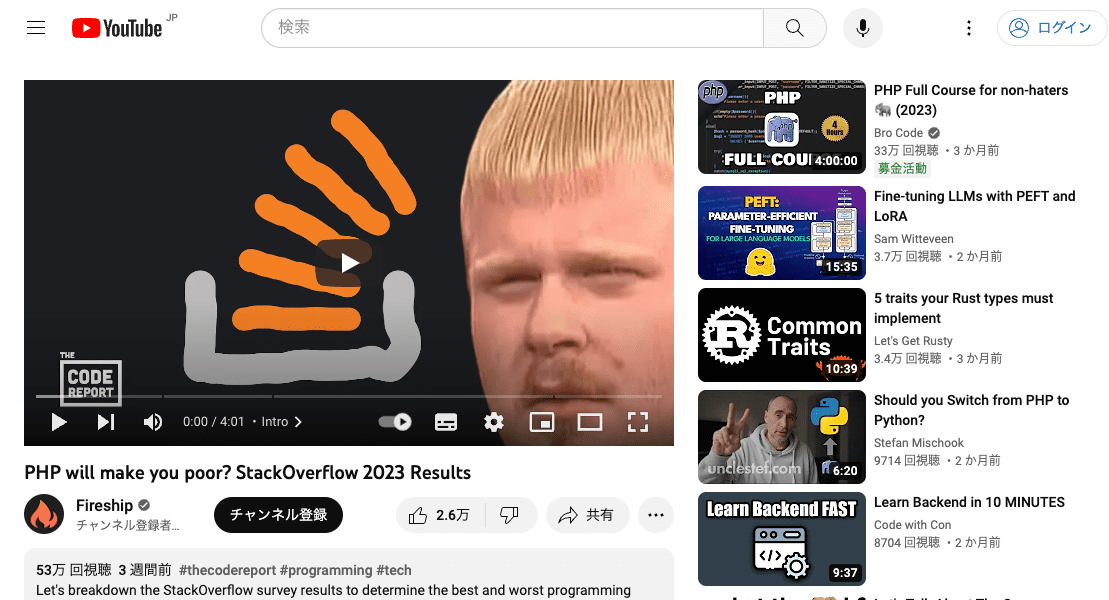 YouTube JP
検索
ログイン
THE
CODE
REPORT
0:00 / 4:01 • Intro
PHP will make you poor? StackOverflow 2023 Results
Fireship
チャンネル登録者...
チャンネル登録
2.6万
共有
53万 回視聴 3 週間前 #thecodereport #programming #tech
Let's breakdown the StackOverflow survey results to determine the best and worst programming
php
PHP
4
Hours
FULL COU
4:00:00
PHP Full Course for non-haters
🐘 (2023)
Bro Code
33万 回視聴 • 3 か月前
募金活動
PEFT:
PARAMETER-EFFICIENT
FINE-TUNING
FOR LARGE LANGUAGE MODELS
15:35
Fine-tuning LLMs with PEFT and
LoRA
Sam Witteveen
3.7万 回視聴 • 2 か月前
R
Common
Traits
10:39
5 traits your Rust types must
implement
Let's Get Rusty
3.4万 回視聴 • 3 か月前
unclestef.com
6:20
Should you Switch from PHP to
Python?
Stefan Mischook
9714 回視聴 • 2 か月前
Learn Backend FAST
9:37
Learn Backend in 10 MINUTES
Code with Con
8704 回視聴 • 2 か月前